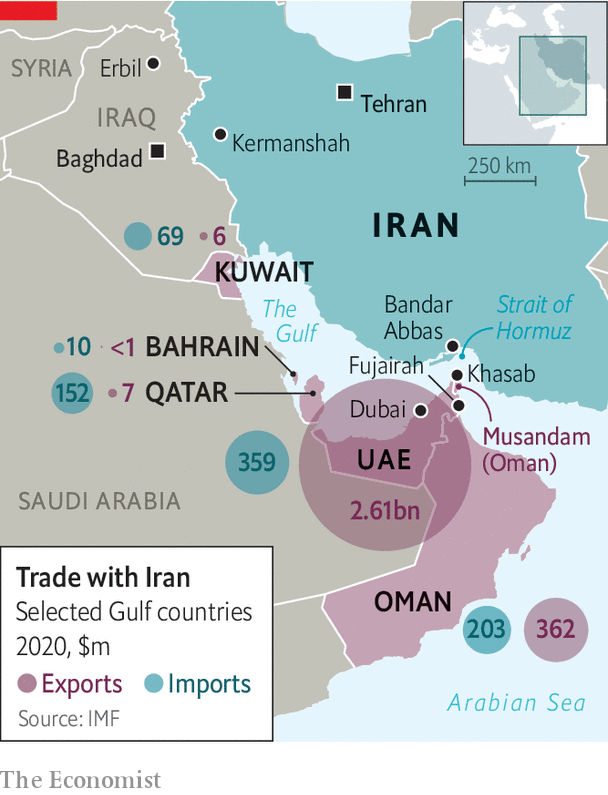 SYRIA
Erbil
IRAQ
Baghdad
Tehran
Kermanshah
250 km
IRAN
69 6
KUWAIT
The
Gulf
Bandar
Abbas
Strait of
Hormuz
10 <1 BAHRAIN
Fujairah
Khasab
152 7 QATAR
Dubai
Musandam
(Oman)
359
UAE
2.61bn
SAUDI ARABIA
OMAN
203 362
Arabian Sea
Trade with Iran
Selected Gulf countries
2020, $m
Exports Imports
Source: IMF
The Economist